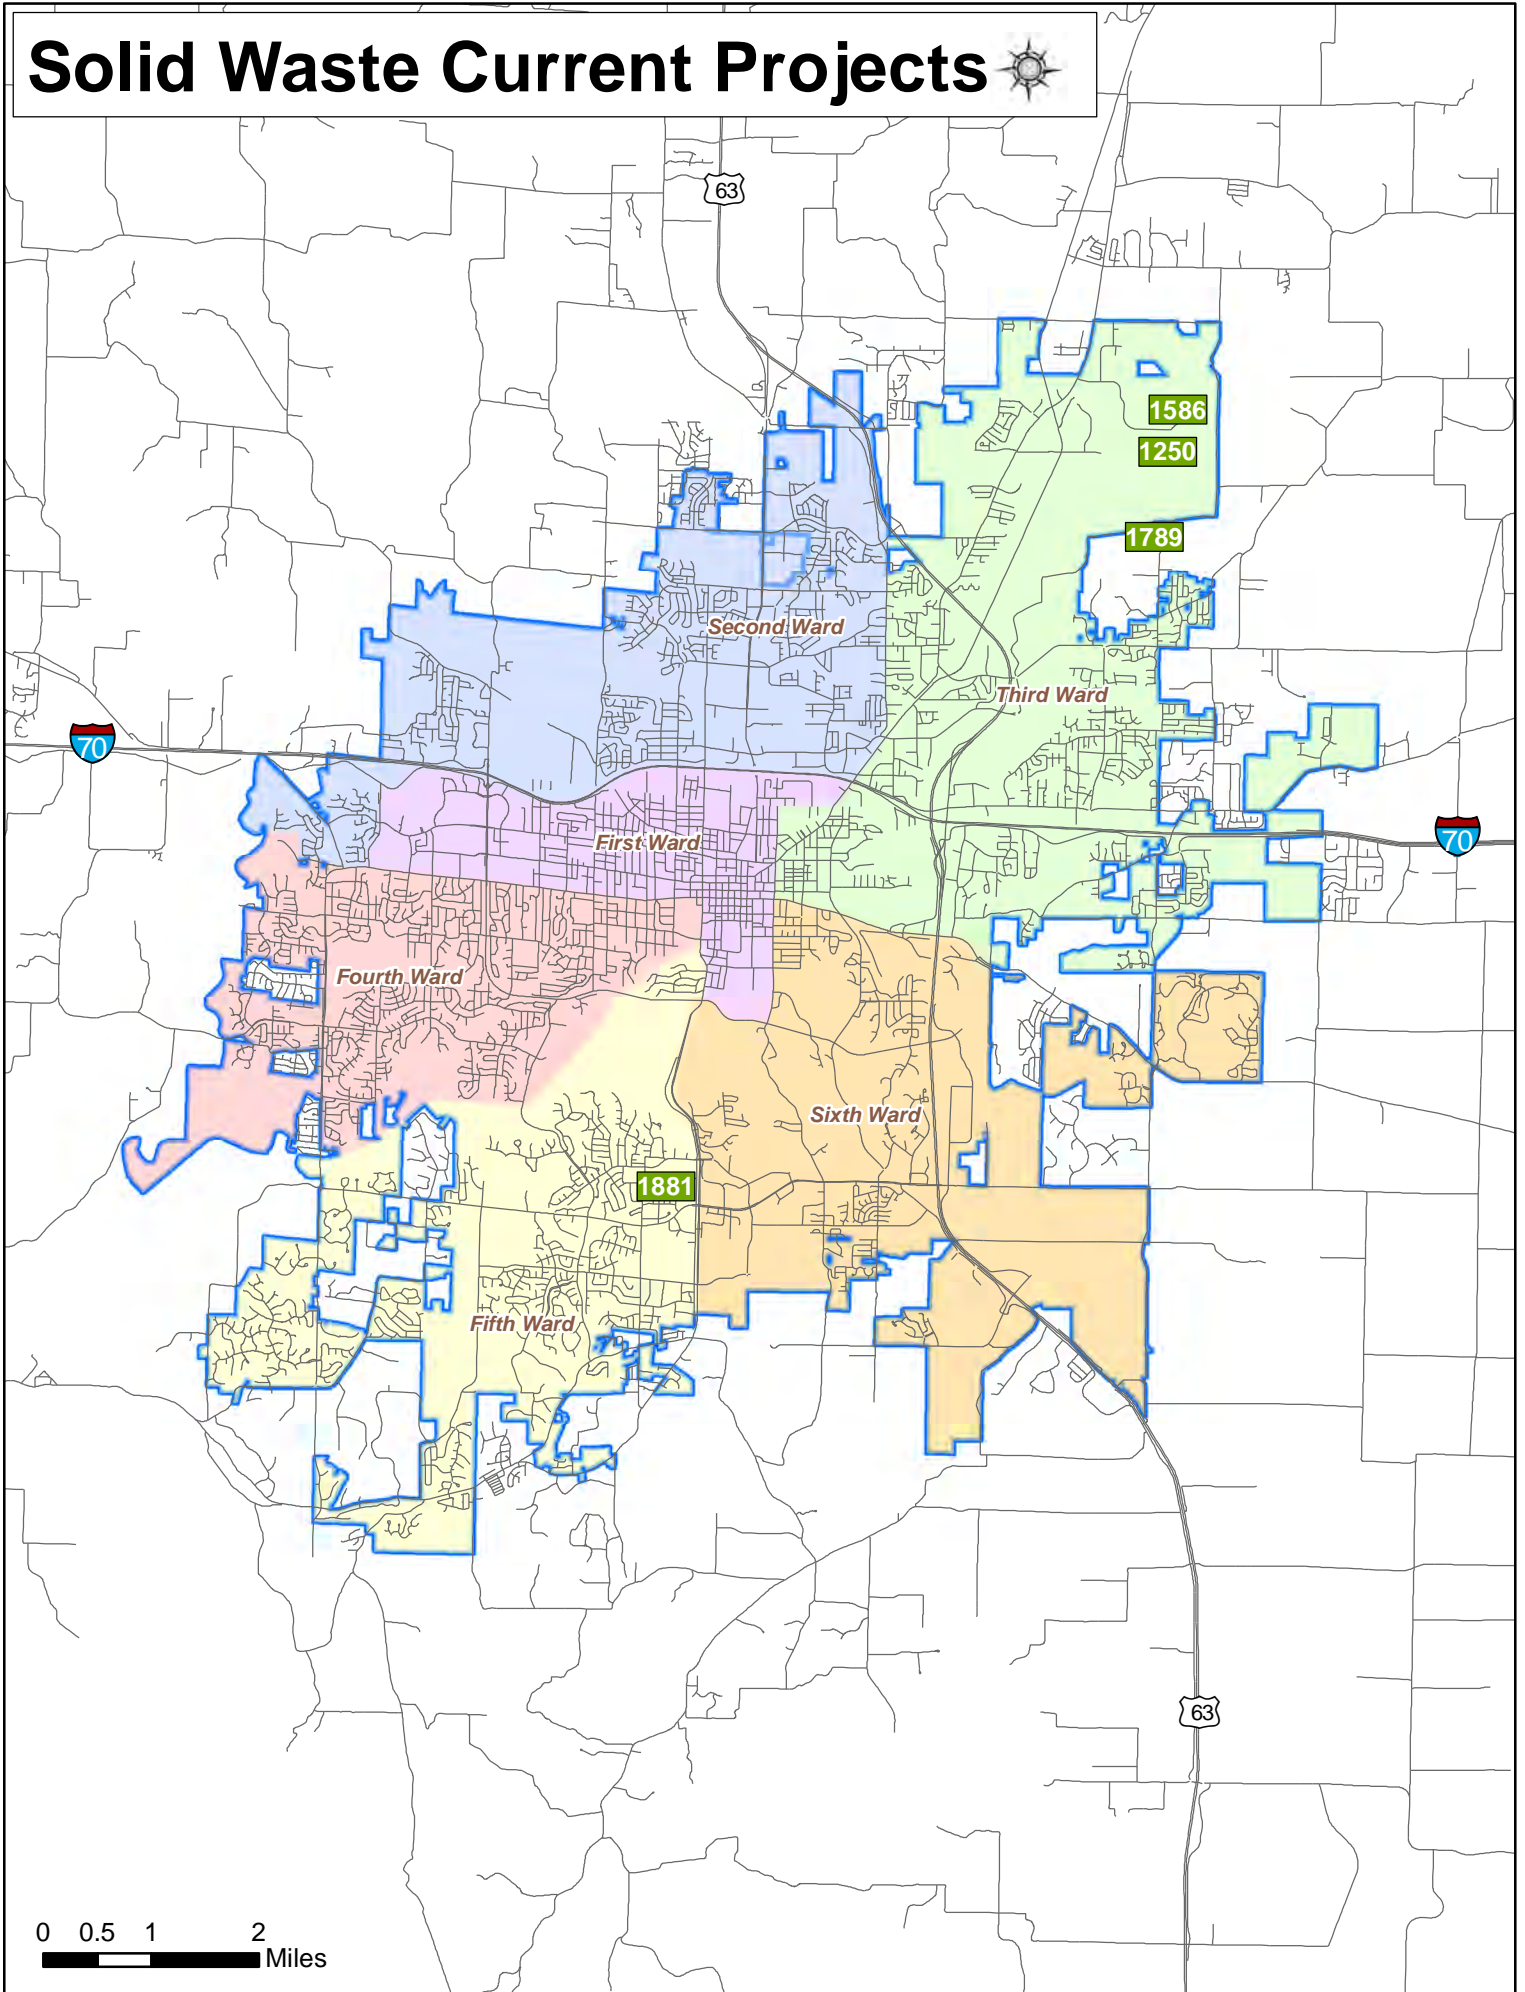 Solid Waste Current Projects
63
1586
1250
1789
Second Ward
Third Ward
70
70
First Ward
Fourth Ward
Sixth Ward
1881
Fifth Ward
63
0 0.5 1 2
Miles